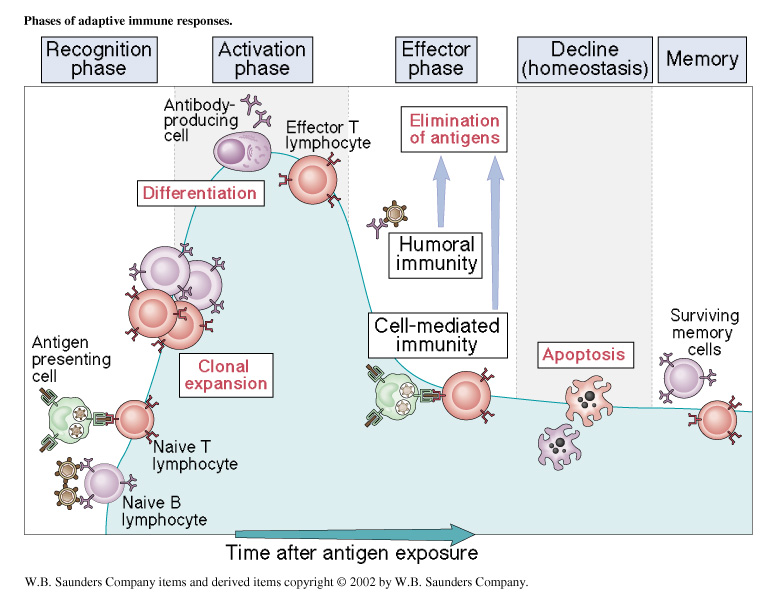 Phases of adaptive immune responses.
Recognition
phase
Activation
phase
Effector
phase
Decline
(homeostasis)
Memory
Antibody-
producing
cell
Effector T
lymphocyte
Elimination
of antigens
Differentiation
Humoral
immunity
Cell-mediated
immunity
Surviving
memory
cells
Antigen
presenting
cell
Clonal
expansion
Apoptosis
Naive T
lymphocyte
Naive B
lymphocyte
Time after antigen exposure
W.B. Saunders Company items and derived items copyright © 2002 by W.B. Saunders Company.